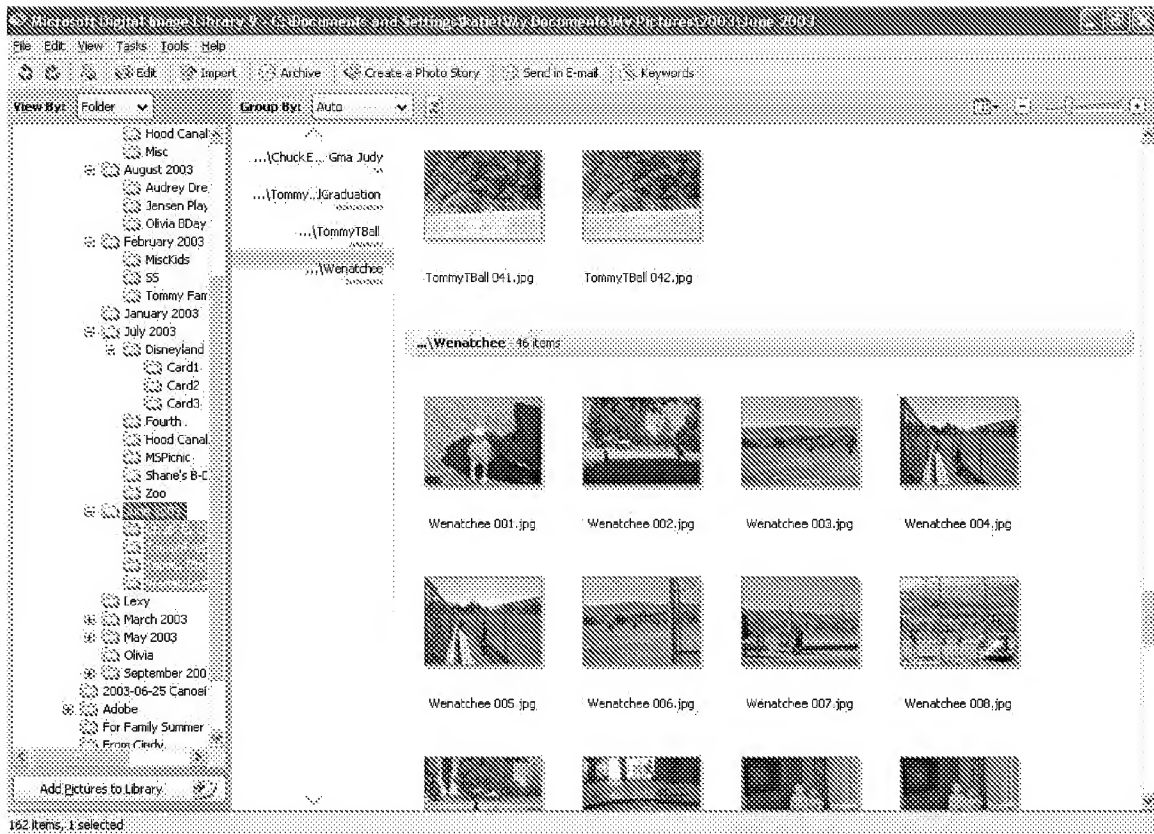 Microsoft Digital Image Library 9 - G:\Documents and Settings\katiel\My Documents\My Pictures\2003\June 2003
File Edit View Tasks Tools Help
Edit Import Archive Create a Photo Story Send in E-mail Keywords
View By: Folder Group By: Auto
Hood Canal
Misc
August 2003
Audrey Dre
Jensen Play
Olivia BDay
February 2003
MiscKids
SS
Tommy Fam
January 2003
July 2003
Disneyland
Card1
Card2
Card3
Fourth
Hood Canal
MSPicnic
Shane's B-D
Zoo
Lexy
March 2003
May 2003
Olivia
September 200
2003-06-25 Canoei
Adobe
For Family Summer
From Cindy
Add Pictures to Library
...\ChuckE... Gma Judy
...\Tommy...lGraduation
...\TommyTBall
...\Wenatchee
TommyTBall 041.jpg TommyTBall 042.jpg
...\Wenatchee - 46 items
Wenatchee 001.jpg Wenatchee 002.jpg Wenatchee 003.jpg Wenatchee 004.jpg
Wenatchee 005.jpg Wenatchee 006.jpg Wenatchee 007.jpg Wenatchee 008.jpg
162 items, 1 selected